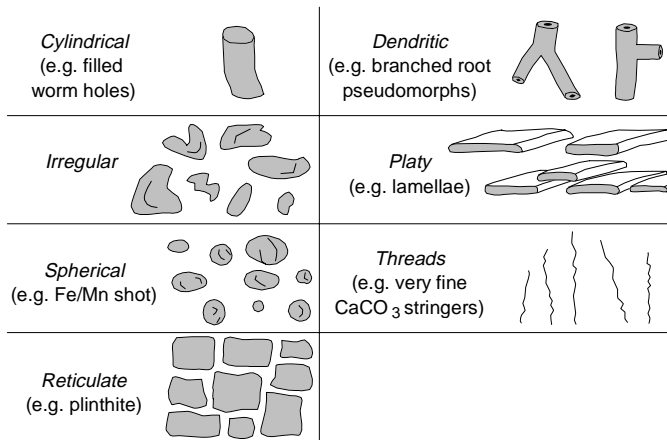 Cylindrical
(e.g. filled
worm holes)
Dendritic
(e.g. branched root
pseudomorphs)
Irregular
Platy
(e.g. lamellae)
Spherical
(e.g. Fe/Mn shot)
Threads
(e.g. very fine
CaCO 3 stringers)
Reticulate
(e.g. plinthite)